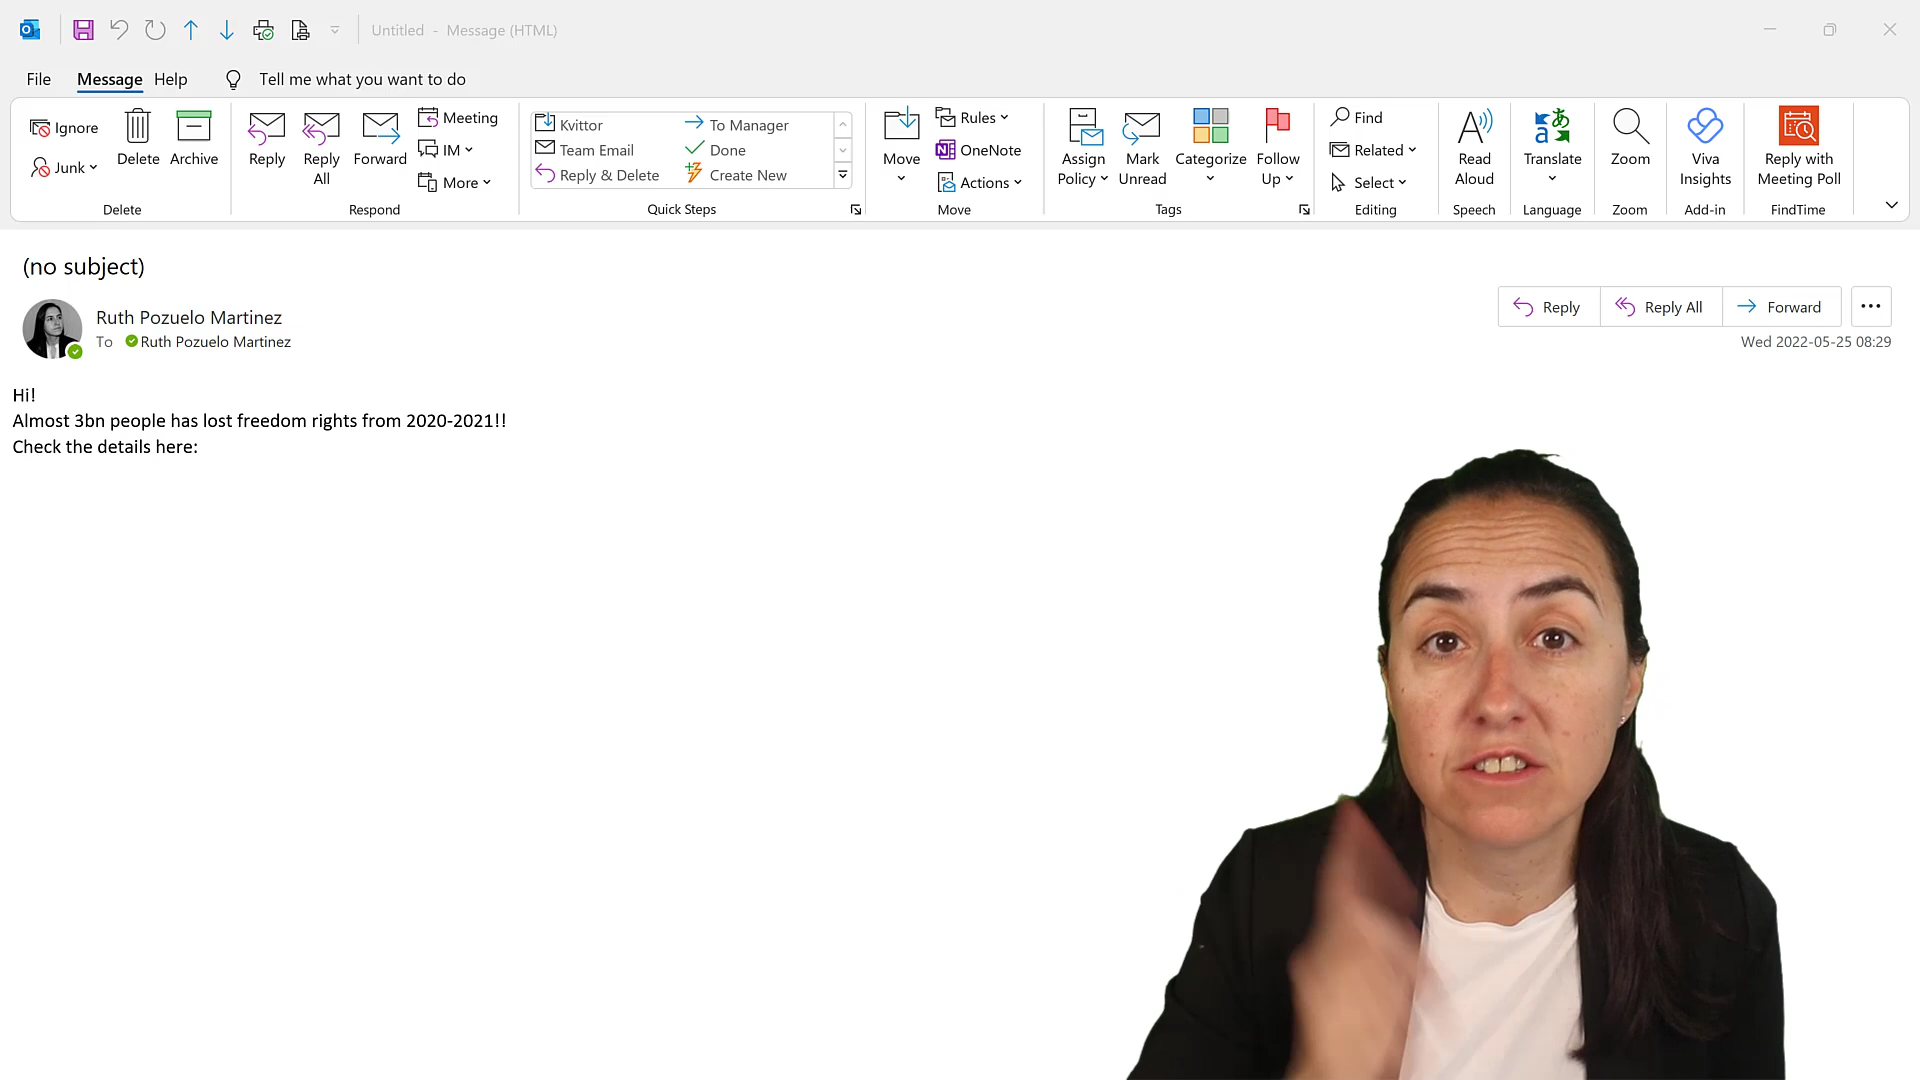 Untitled - Message (HTML)
File Message Help Tell me what you want to do
Ignore
Junk
Delete
Archive
Delete
Reply
Reply All
Forward
Meeting
IM
More
Respond
Kvittor
To Manager
Team Email
Done
Reply & Delete
Create New
Quick Steps
Move
Rules
OneNote
Actions
Move
Assign Policy
Mark Unread
Categorize
Follow Up
Tags
Find
Related
Select
Editing
Read Aloud
Speech
Translate
Language
Zoom
Zoom
Viva Insights
Add-in
Reply with Meeting Poll
FindTime
(no subject)
Ruth Pozuelo Martinez
To Ruth Pozuelo Martinez
Reply Reply All Forward
Wed 2022-05-25 08:29
Hi!
Almost 3bn people has lost freedom rights from 2020-2021!!
Check the details here: